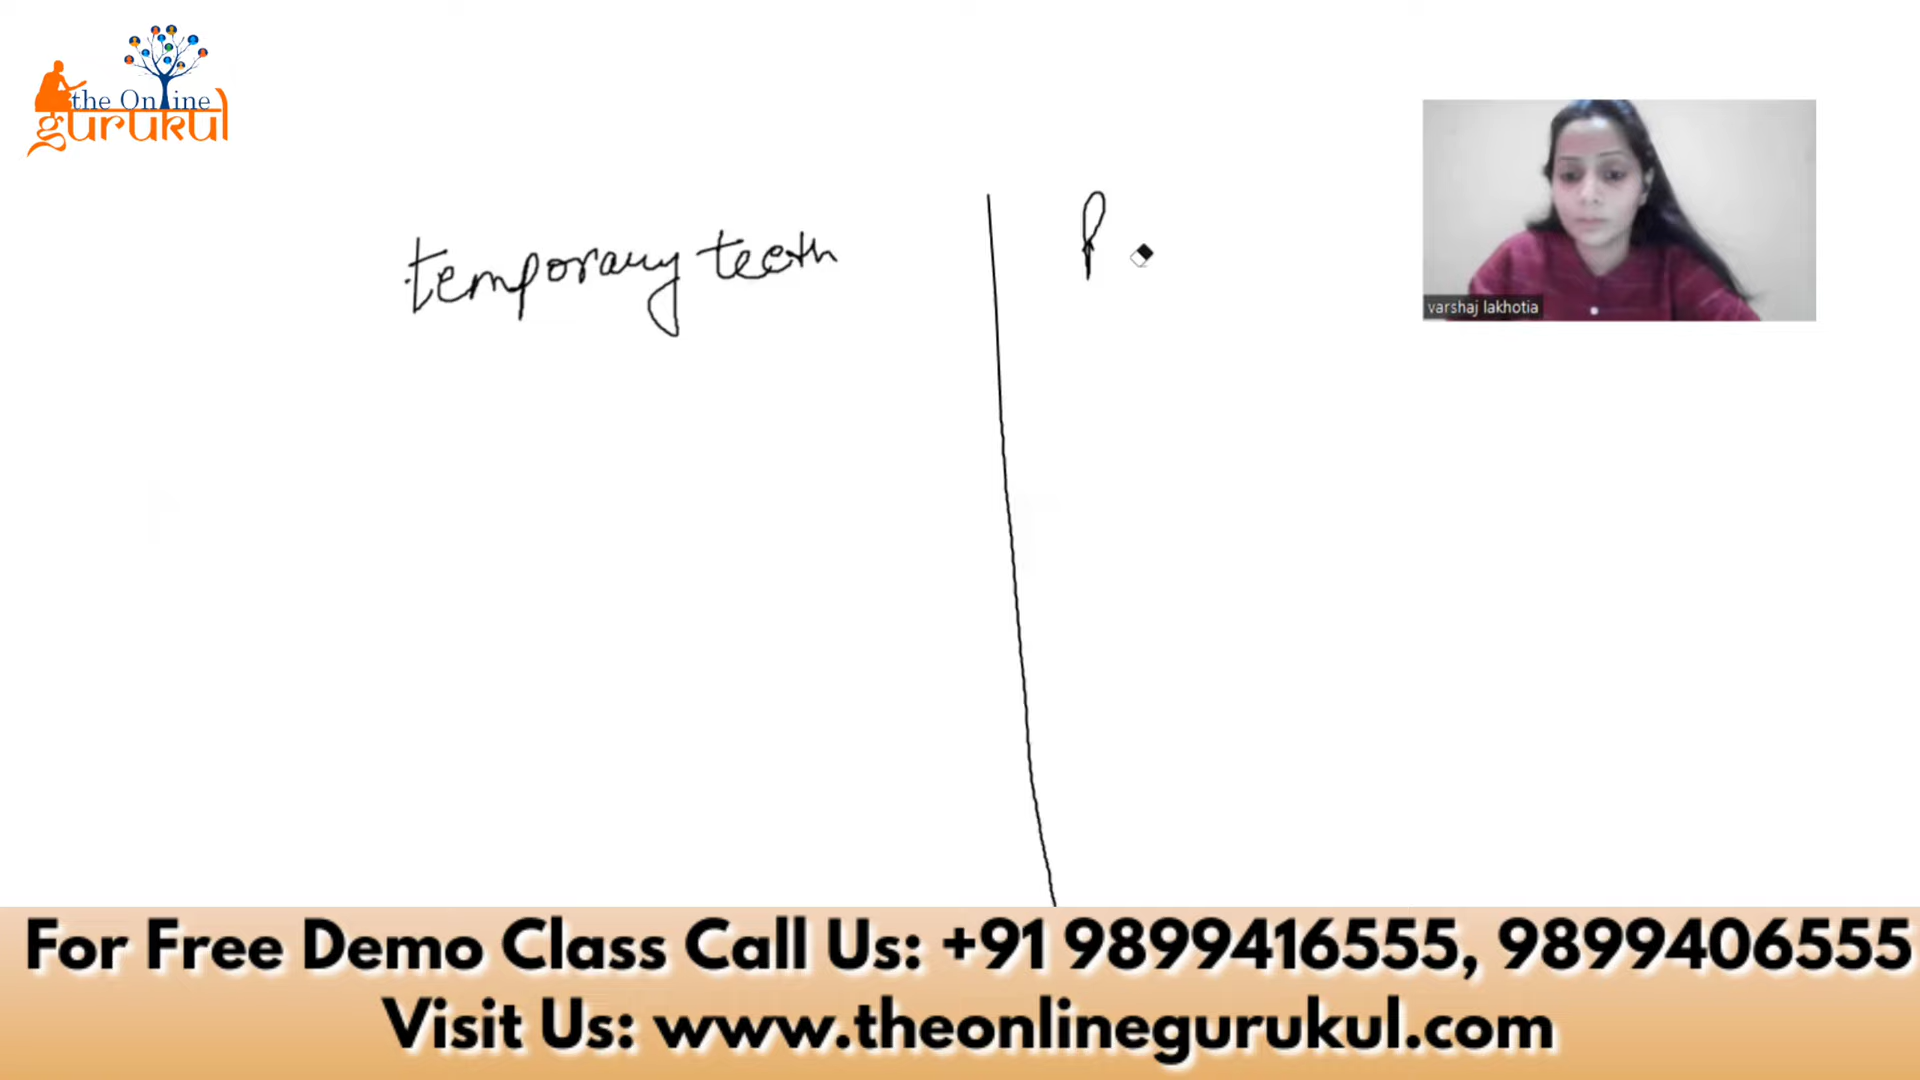 the Online
gurukul
temporary teeth
P
varshaj lakhotia
For Free Demo Class Call Us: +91 9899416555, 9899406555
Visit Us: www.theonlinegurukul.com